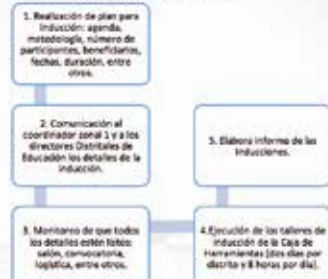 1. Realización de plan para
inducción: agenda,
metodología, número de
participantes, beneficiarios,
fechas, duración, entre
otros.
2. Comunicación al
coordinador zonal 1 y a los
directores Distritales de
Educación los detalles de la
inducción.
3. Monitoreo de que todos
los detalles estén listos:
salón, convocatoria,
logística, entre otros.
4.Ejecución de los talleres de
inducción de la Caja de
Herramientas (dos días por
distrito y 8 horas por día).
5. Elabora informe de las
inducciones.